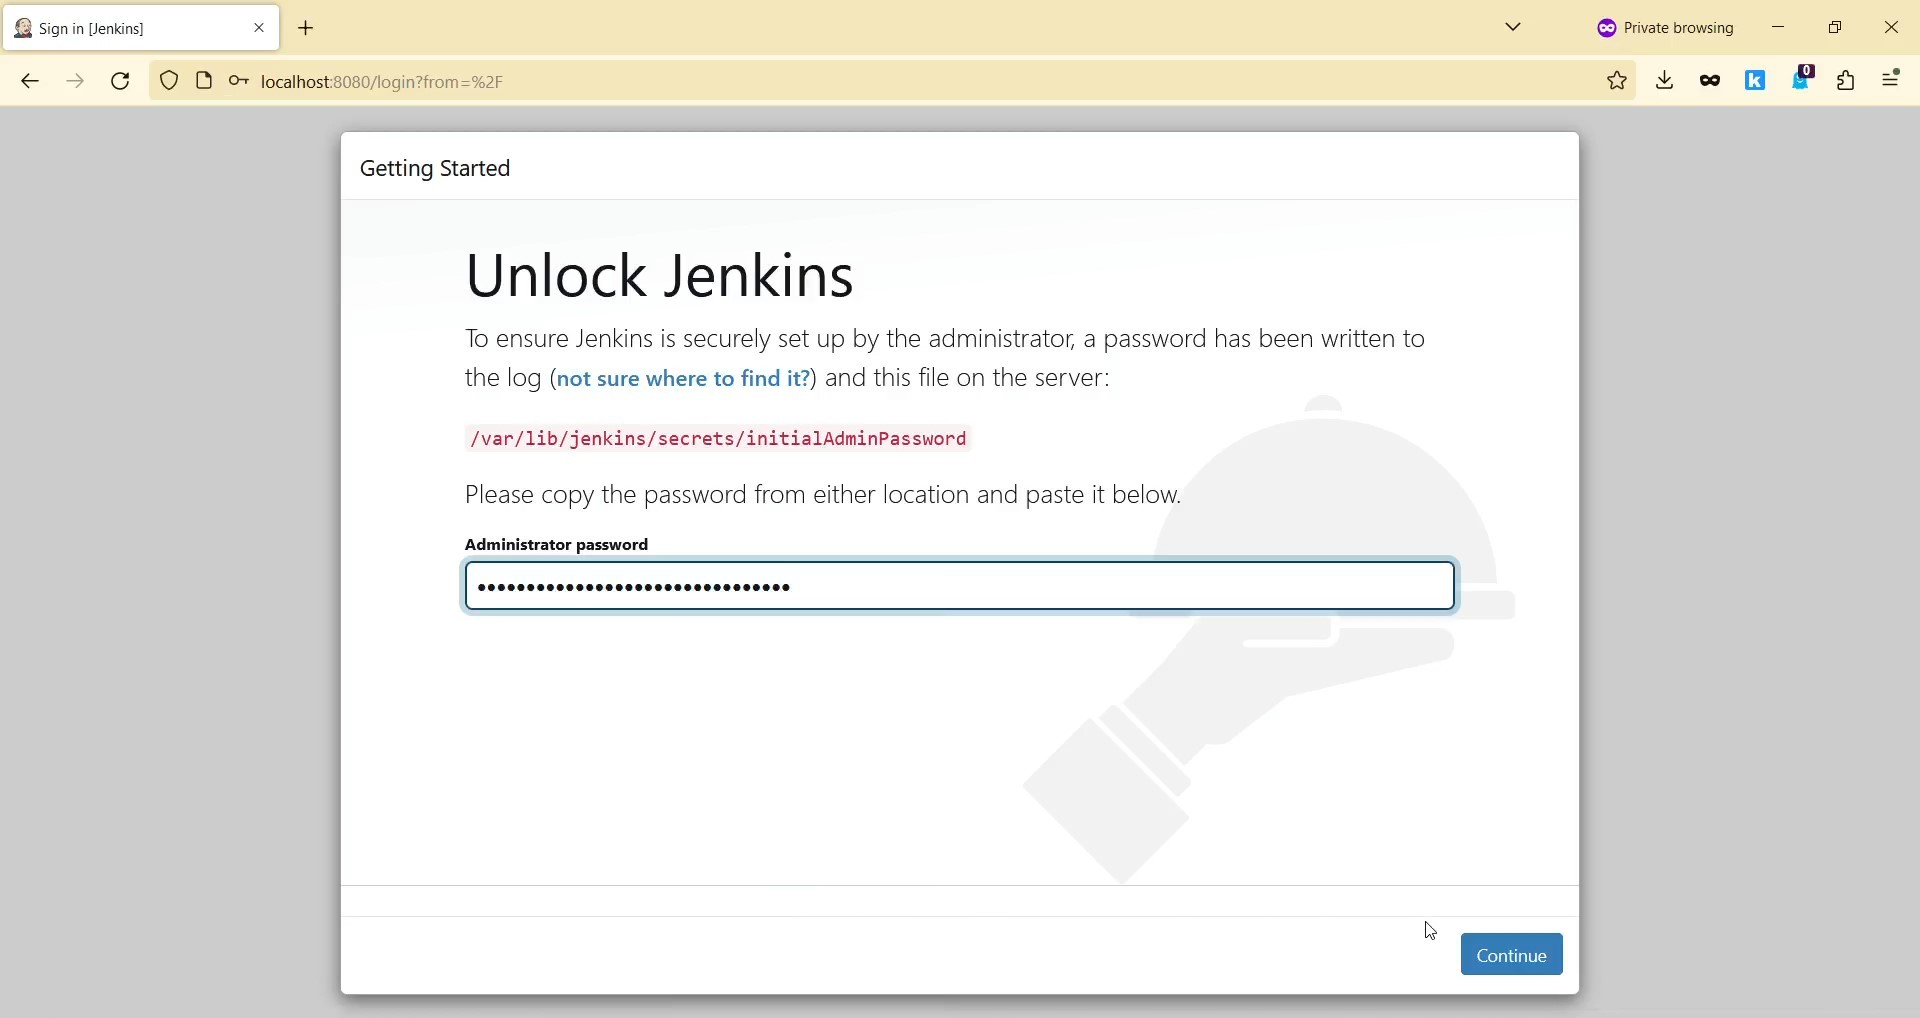 Sign in [Jenkins]
Private browsing
localhost:8080/login?from=%2F
k
0
Getting Started
Unlock Jenkins
To ensure Jenkins is securely set up by the administrator, a password has been written to
the log (not sure where to find it?) and this file on the server:
/var/lib/jenkins/secrets/initialAdminPassword
Please copy the password from either location and paste it below.
Administrator password
••••••••••••••••••••••••••••••••
Continue